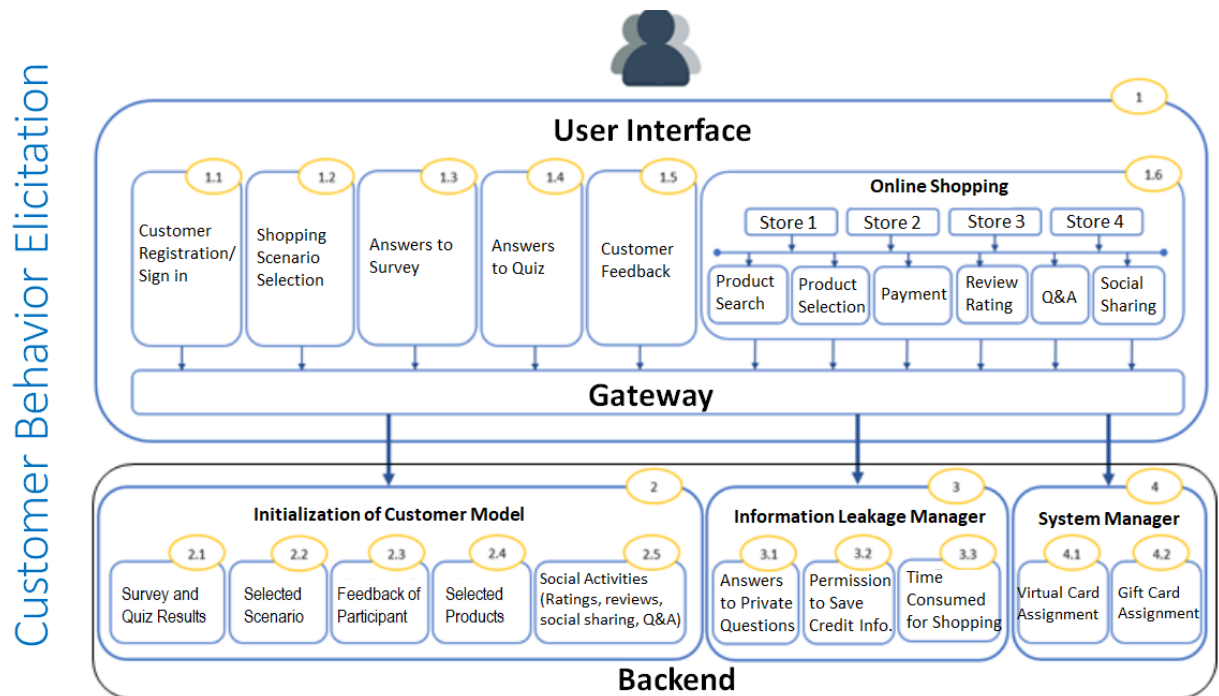 Customer Behavior Elicitation
1
User Interface
1.1
1.2
1.3
1.4
1.5
1.6
Customer
Registration/
Sign in
Shopping
Scenario
Selection
Answers to
Survey
Answers
to Quiz
Customer
Feedback
Online Shopping
Store 1
Store 2
Store 3
Store 4
Product
Search
Product
Selection
Payment
Review
Rating
Q&A
Social
Sharing
Gateway
2
Initialization of Customer Model
2.1
Survey and
Quiz Results
2.2
Selected
Scenario
2.3
Feedback of
Participant
2.4
Selected
Products
2.5
Social Activities
(Ratings, reviews,
social sharing, Q&A)
3
Information Leakage Manager
3.1
Answers
to Private
Questions
3.2
Permission
to Save
Credit Info.
3.3
Time
Consumed
for Shopping
4
System Manager
4.1
Virtual Card
Assignment
4.2
Gift Card
Assignment
Backend